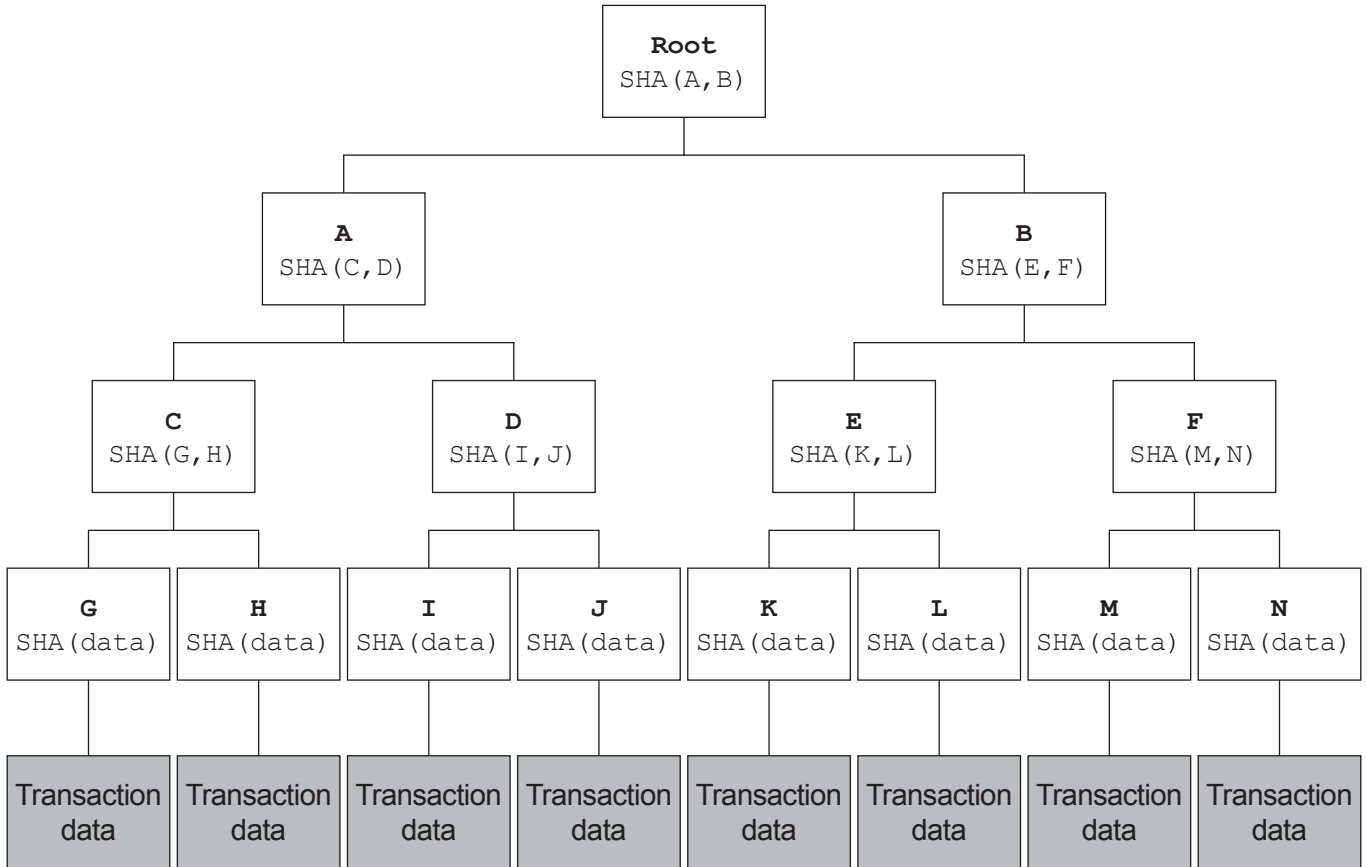 Root
SHA(A,B)
A
SHA(C,D)
B
SHA(E,F)
C
SHA(G,H)
D
SHA(I,J)
E
SHA(K,L)
F
SHA(M,N)
G
SHA(data)
H
SHA(data)
I
SHA(data)
J
SHA(data)
K
SHA(data)
L
SHA(data)
M
SHA(data)
N
SHA(data)
Transaction
data
Transaction
data
Transaction
data
Transaction
data
Transaction
data
Transaction
data
Transaction
data
Transaction
data